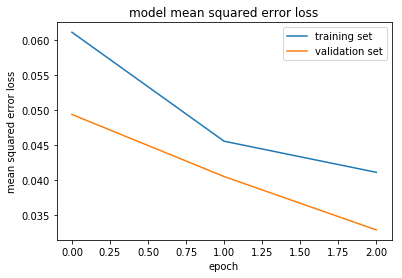 model mean squared error loss
training set
validation set
mean squared error loss
0.060
0.055
0.050
0.045
0.040
0.035
0.00 0.25 0.50 0.75 1.00 1.25 1.50 1.75 2.00
epoch